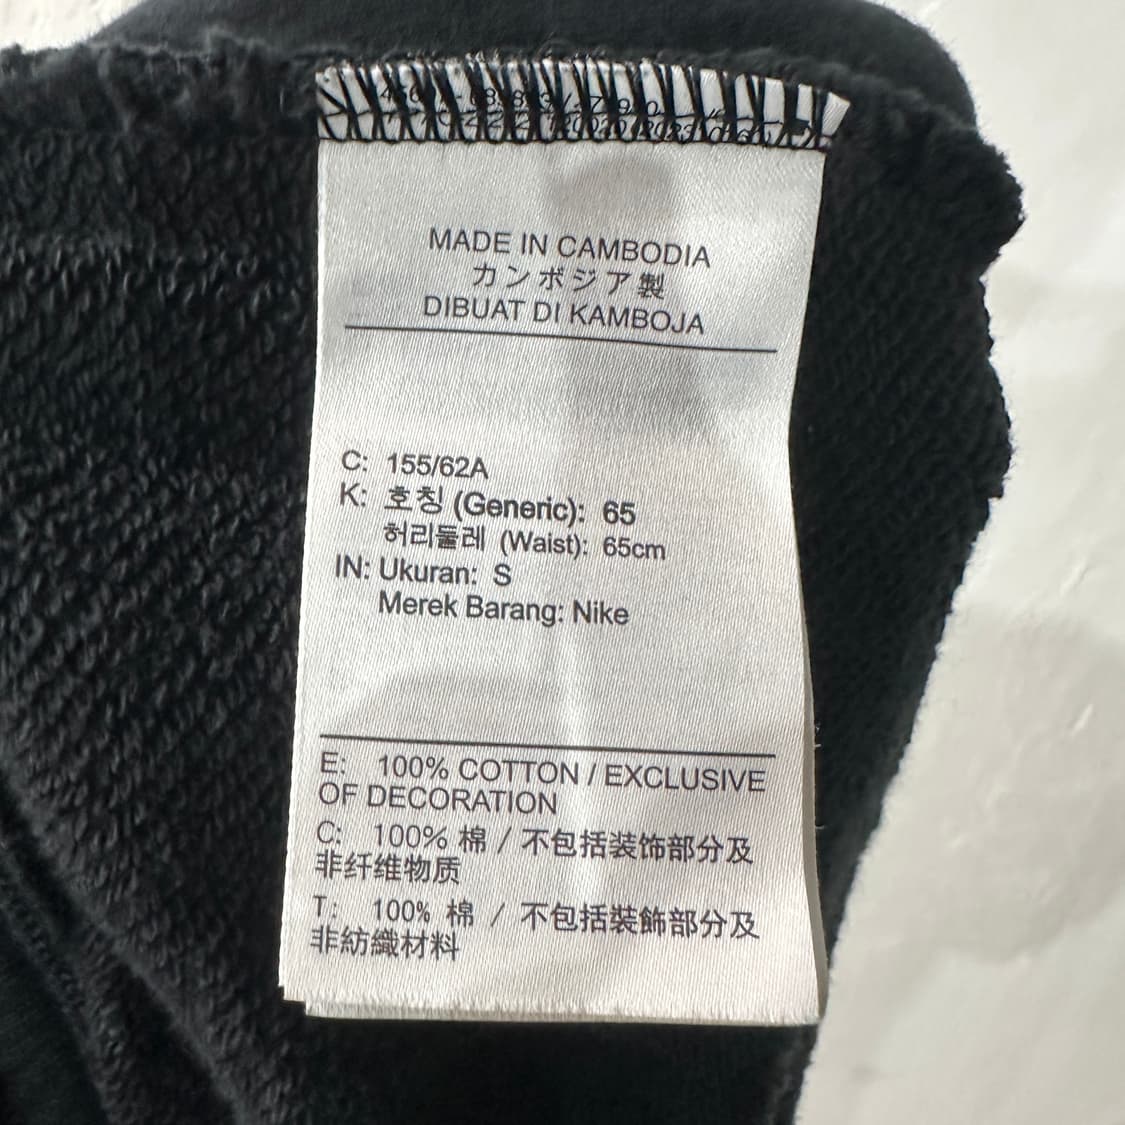 MADE IN CAMBODIA
カンボジア製
DIBUAT DI KAMBOJA
C: 155/62A
K: 호칭 (Generic): 65
허리둘레 (Waist): 65cm
IN: Ukuran: S
Merek Barang: Nike
E: 100% COTTON / EXCLUSIVE
OF DECORATION
C: 100% 棉 / 不包括装饰部分及
非纤维物质
T: 100% 棉 / 不包括裝飾部分及
非紡織材料